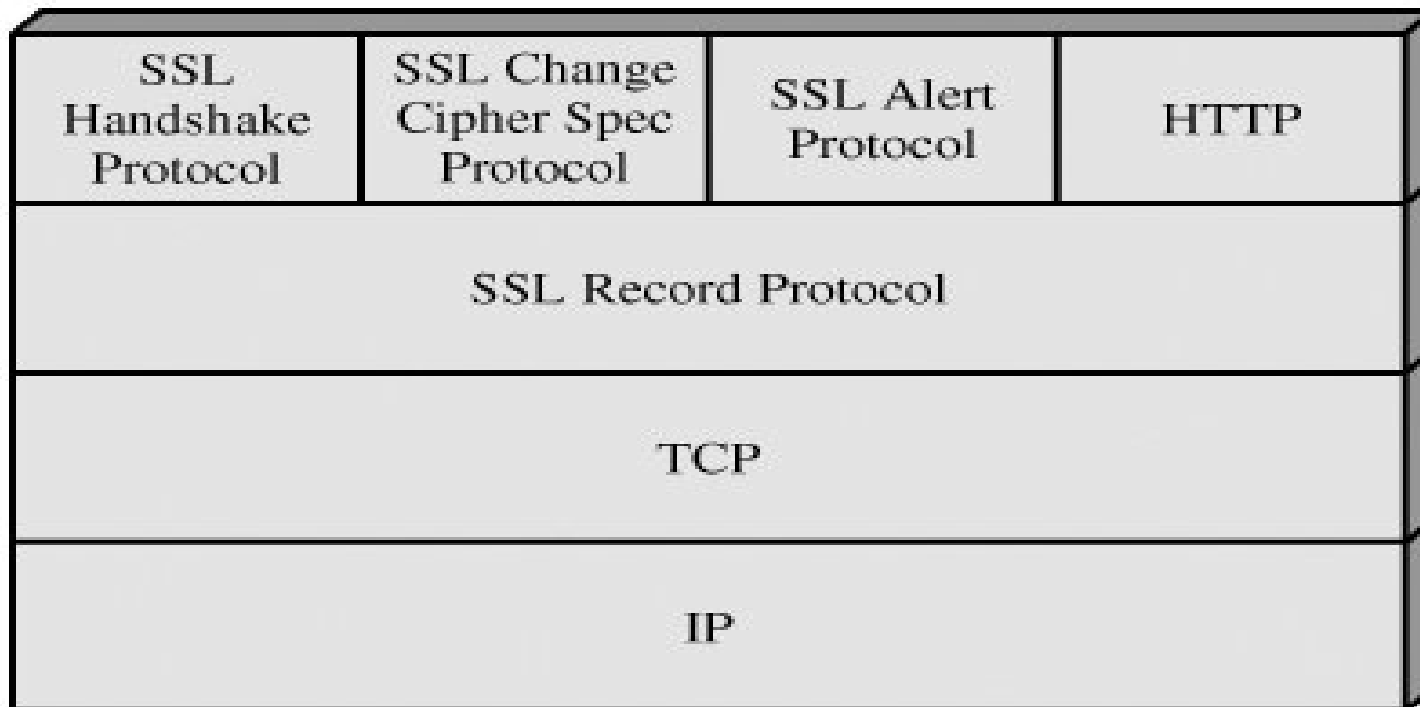 SSL
Handshake
Protocol
SSL Change
Cipher Spec
Protocol
SSL Alert
Protocol
HTTP
SSL Record Protocol
TCP
IP